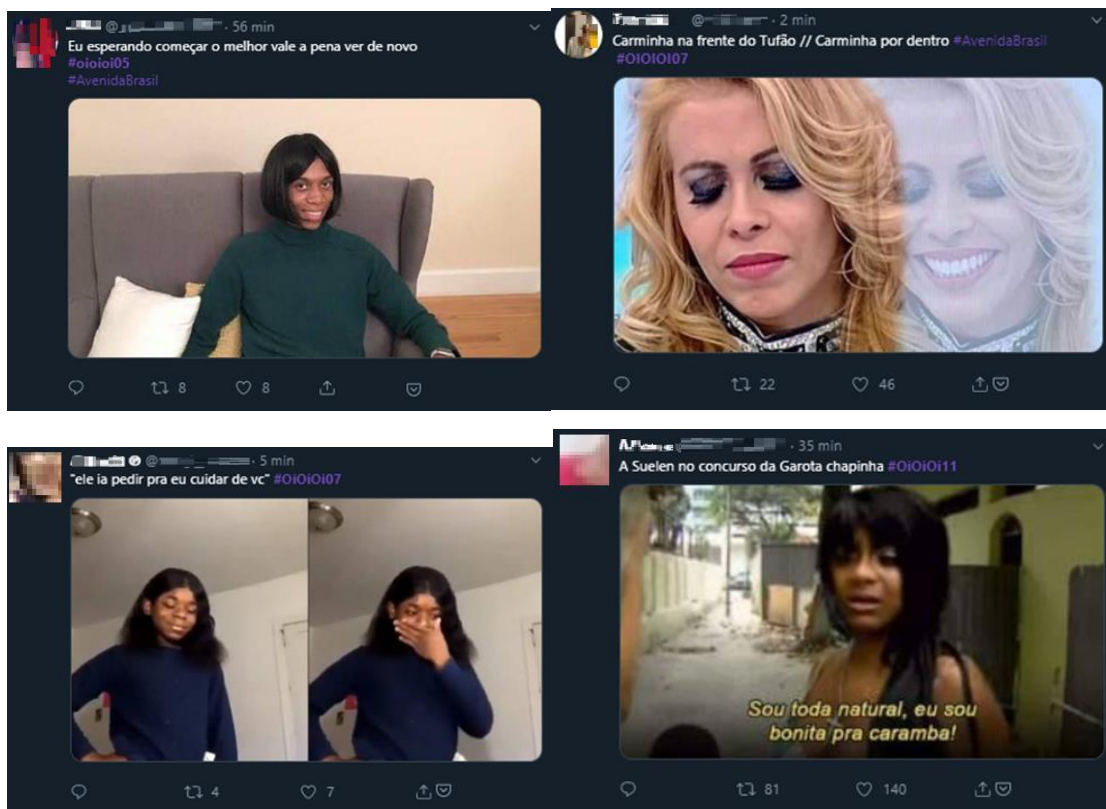 @ · 56 min
Eu esperando começar o melhor vale a pena ver de novo
#oioioi05
#AvenidaBrasil
8 8
@ · 2 min
Carminha na frente do Tufão // Carminha por dentro #AvenidaBrasil
#OIOIOI07
22 46
@ · 5 min
"ele ia pedir pra eu cuidar de vc" #OiOiOi07
4 7
· 35 min
A Suelen no concurso da Garota chapinha #OiOiOi11
Sou toda natural, eu sou
bonita pra caramba!
81 140